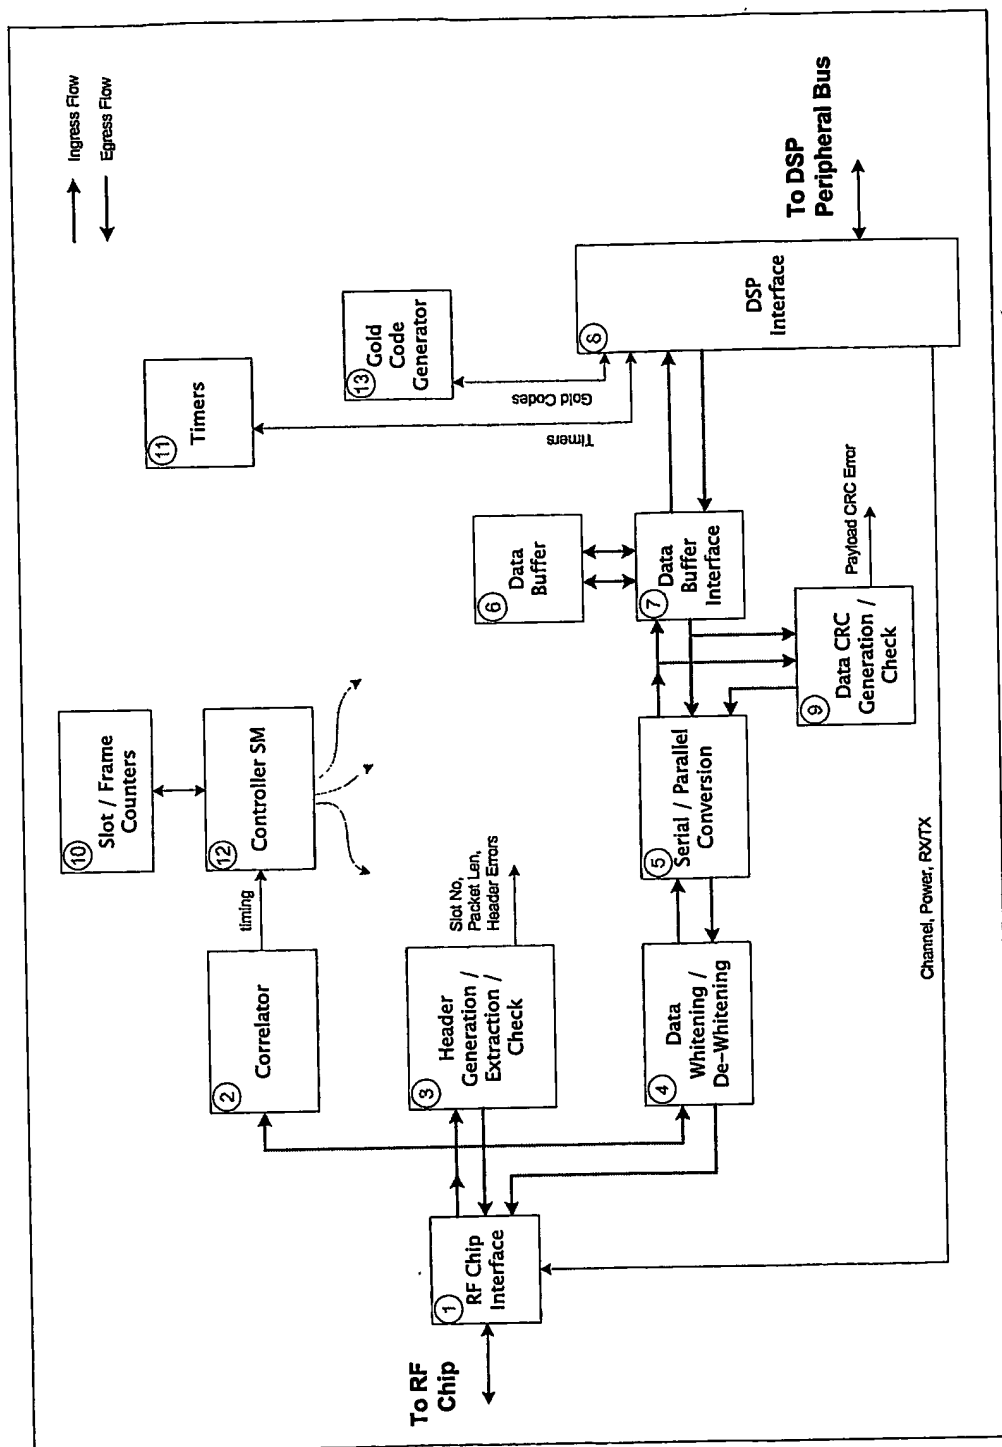 Ingress Flow
Egress Flow
10
Slot / Frame
Counters
12
Controller SM
timing
2
Correlator
11
Timers
13
Gold
Code
Generator
Gold Codes
Timers
3
Header
Generation /
Extraction /
Check
Slot No,
Packet Len,
Header Errors
6
Data
Buffer
7
Data
Buffer
Interface
8
DSP
Interface
To DSP
Peripheral Bus
To RF
Chip
1
RF Chip
Interface
4
Data
Whitening /
De-Whitening
5
Serial / Parallel
Conversion
9
Data CRC
Generation /
Check
Payload CRC Error
Channel, Power, RX/TX